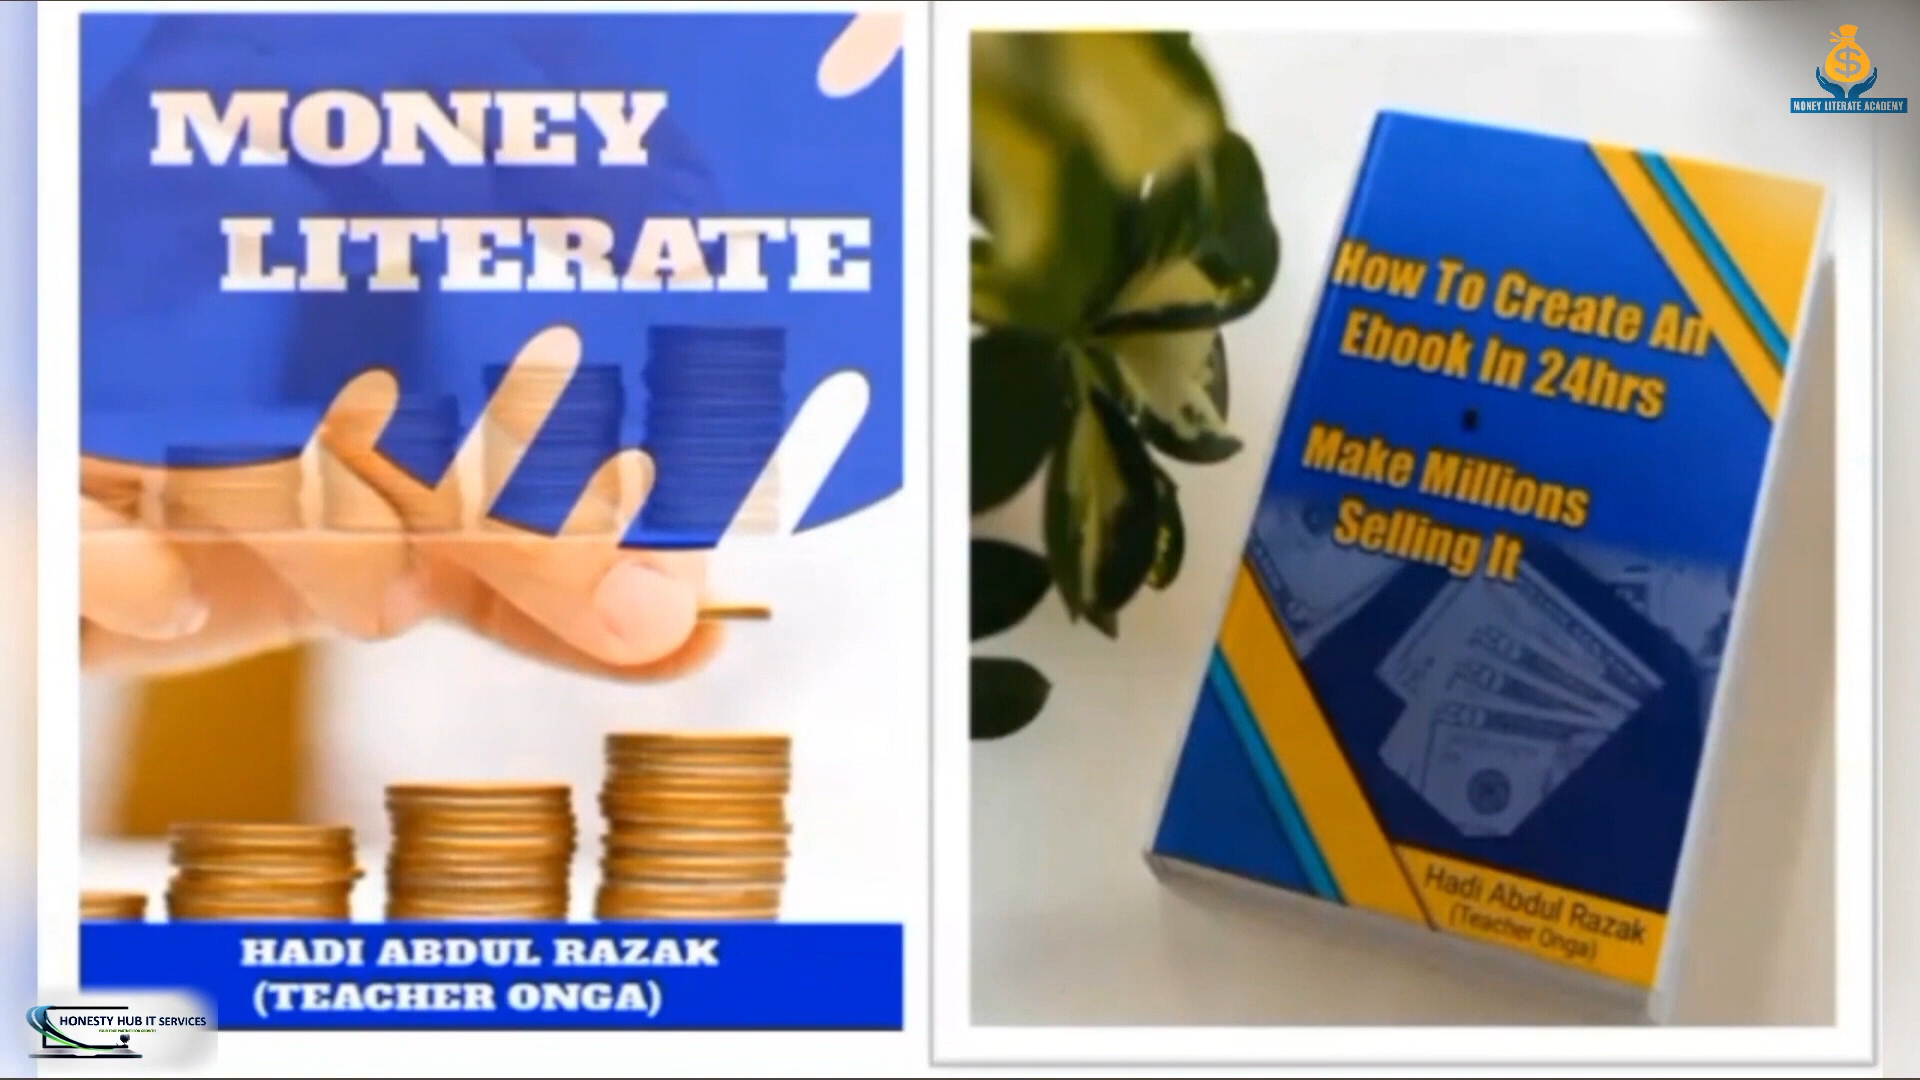 MONEY
LITERATE
HADI ABDUL RAZAK
(TEACHER ONGA)
How To Create An
Ebook In 24hrs
Make Millions
Selling It
Hadi Abdul Razak
(Teacher Onga)
MONEY LITERATE ACADEMY
HONESTY HUB IT SERVICES